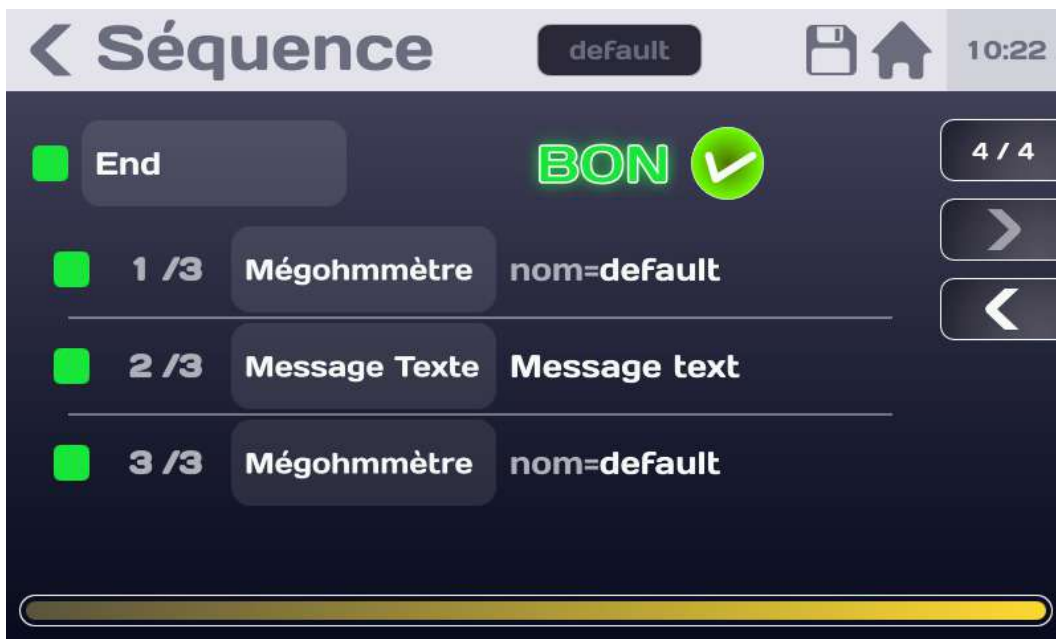 Séquence default 10:22
End BON 4 / 4
1 /3 Mégohmmètre nom=default
2 /3 Message Texte Message text
3 /3 Mégohmmètre nom=default